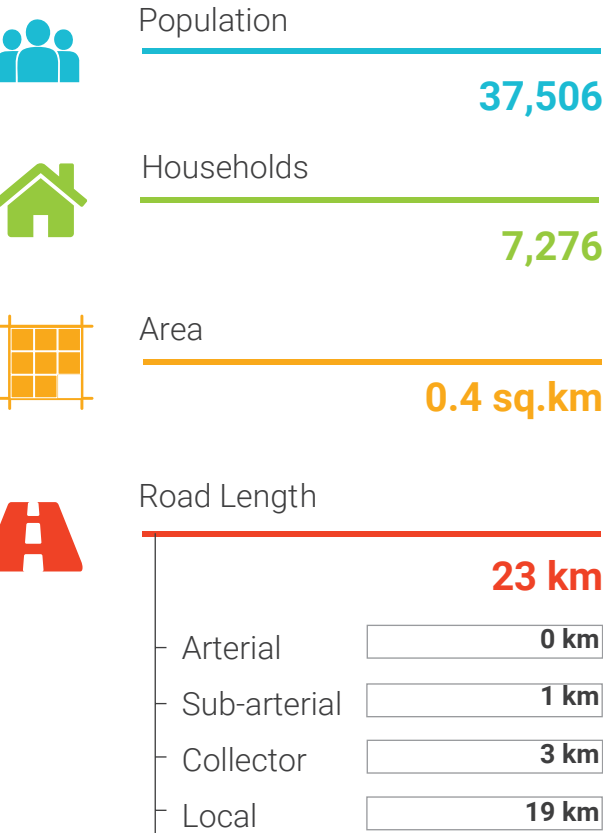 Population
37,506
Households
7,276
Area
0.4 sq.km
Road Length
23 km
Arterial 0 km
Sub-arterial 1 km
Collector 3 km
Local 19 km